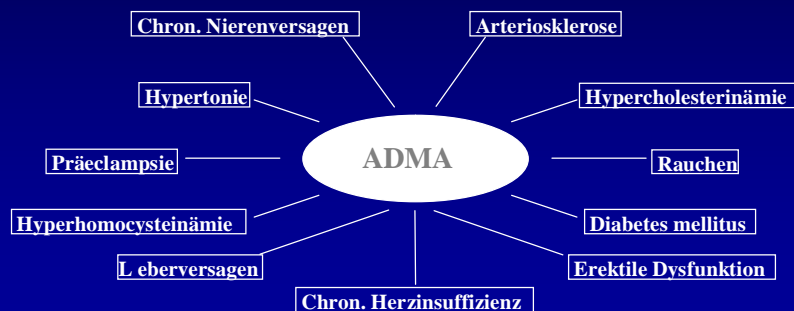 Chron. Nierenversagen
Arteriosklerose
Hypertonie
Hypercholesterinämie
ADMA
Präeclampsie
Rauchen
Hyperhomocysteinämie
Diabetes mellitus
L eberversagen
Erektile Dysfunktion
Chron. Herzinsuffizienz